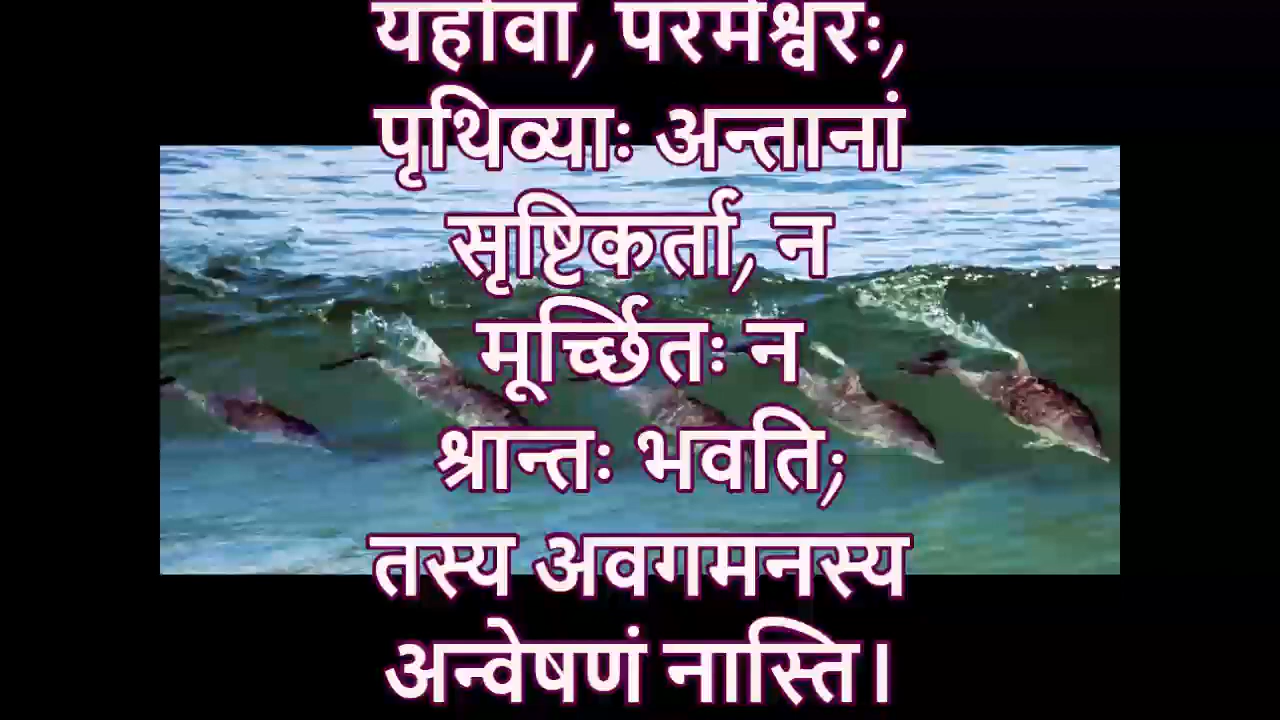 यहोवा, परमेश्वरः,
पृथिव्याः अन्तानां
सृष्टिकर्ता, न
मूर्च्छितः न
श्रान्तः भवति;
तस्य अवगमनस्य
अन्वेषणं नास्ति।